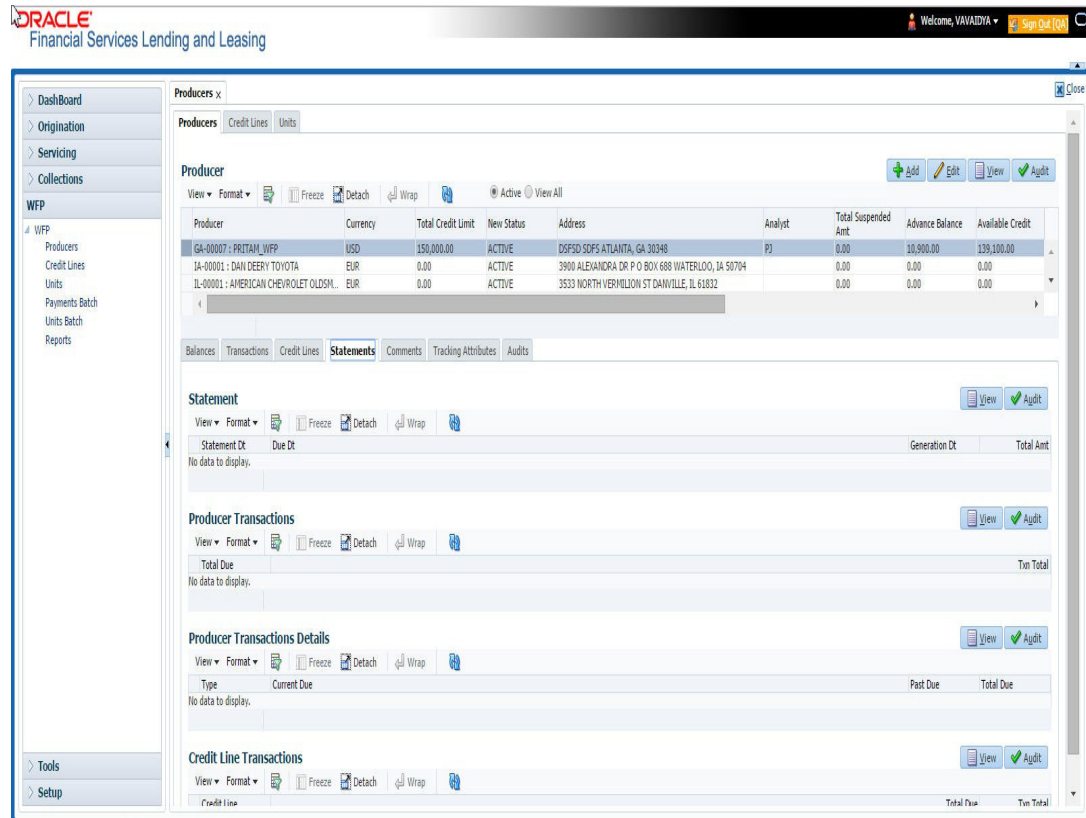 ORACLE'
Financial Services Lending and Leasing
Welcome, VAVAIDYA
Sign Out [QA]
Close
DashBoard
Origination
Servicing
Collections
WFP
WFP
Producers
Credit Lines
Units
Payments Batch
Units Batch
Reports
Tools
Setup
Producers x
Producers Credit Lines Units
Producer
Add Edit View Audit
View Format Freeze Detach Wrap Active View All
Producer Currency Total Credit Limit New Status Address Analyst Total Suspended Amt Advance Balance Available Credit
GA-00007 : PRITAM_WFP USD 150,000.00 ACTIVE DSFSD SDFS ATLANTA, GA 30348 PJ 0.00 10,900.00 139,100.00
IA-00001 : DAN DEERY TOYOTA EUR 0.00 ACTIVE 3900 ALEXANDRA DR P O BOX 688 WATERLOO, IA 50704 0.00 0.00 0.00
IL-00001 : AMERICAN CHEVROLET OLDSM... EUR 0.00 ACTIVE 3533 NORTH VERMILION ST DANVILLE, IL 61832 0.00 0.00 0.00
Balances Transactions Credit Lines Statements Comments Tracking Attributes Audits
Statement
View Audit
View Format Freeze Detach Wrap
Statement Dt Due Dt Generation Dt Total Amt
No data to display.
Producer Transactions
View Audit
View Format Freeze Detach Wrap
Total Due Txn Total
No data to display.
Producer Transactions Details
View Audit
View Format Freeze Detach Wrap
Type Current Due Past Due Total Due
No data to display.
Credit Line Transactions
View Audit
View Format Freeze Detach Wrap
Credit Line Total Due Txn Total